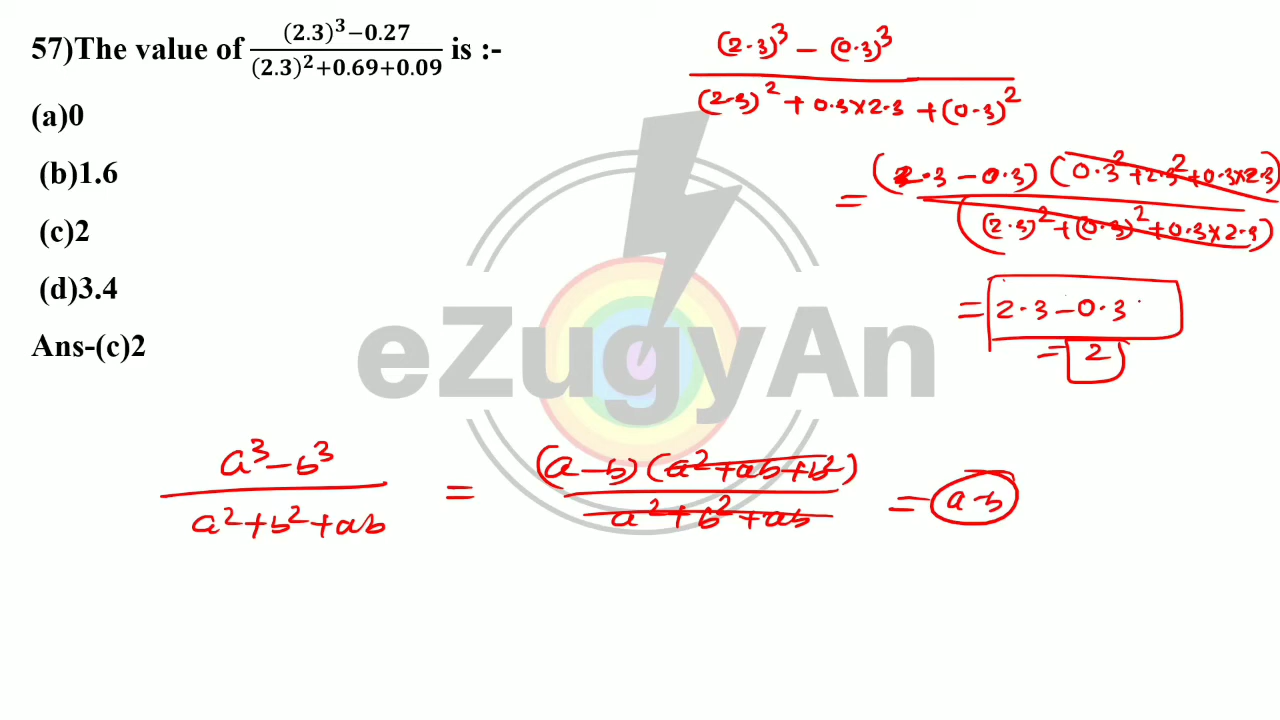 57)The value of ((2.3)³−0.27)/((2.3)²+0.69+0.09) is :-
(a)0
(b)1.6
(c)2
(d)3.4
Ans-(c)2
eZugyAn
((2.3)³ − (0.3)³)/((2.3)² + 0.3×2.3 + (0.3)²)
= (2.3 − 0.3) (0.3² + 2.3² + 0.3×2.3)/((2.3)² + (0.3)² + 0.3×2.3)
= 2.3 − 0.3
= 2
(a³ − b³)/(a² + b² + ab) = (a − b) (a² + ab + b²)/(a² + b² + ab) = a-b